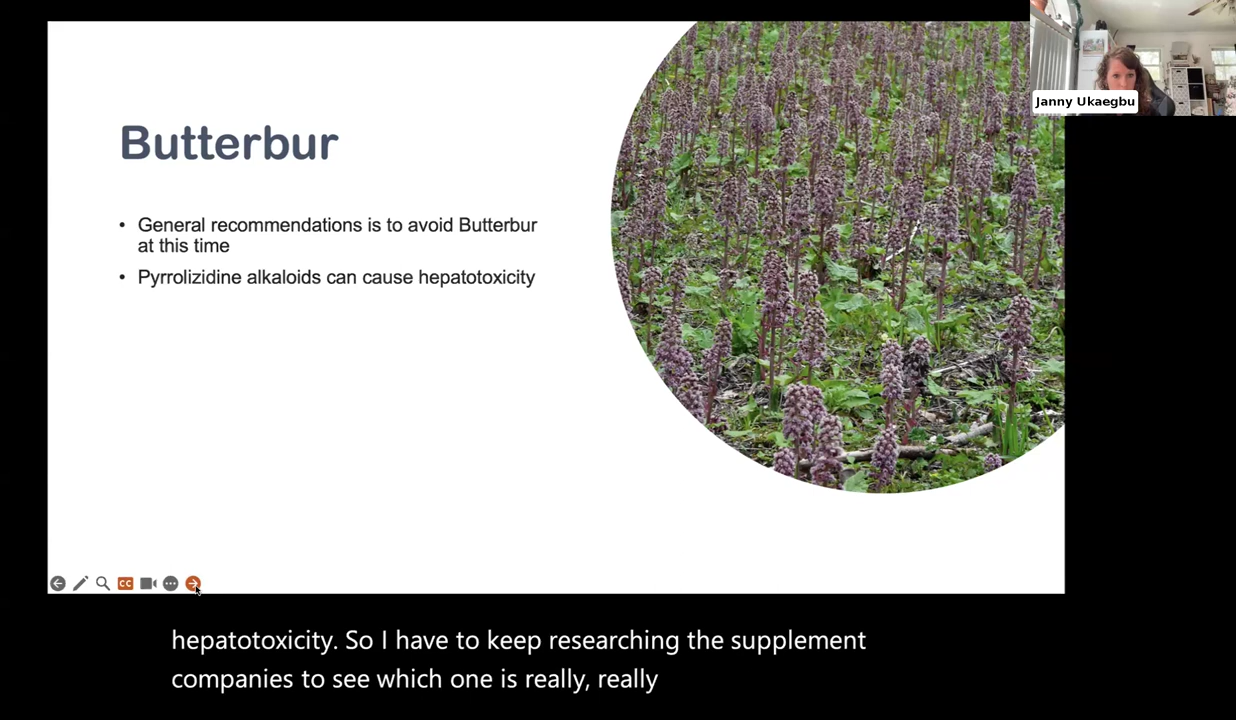 Janny Ukaegbu
Butterbur
• General recommendations is to avoid Butterbur
at this time
• Pyrrolizidine alkaloids can cause hepatotoxicity
CC
hepatotoxicity. So I have to keep researching the supplement
companies to see which one is really, really